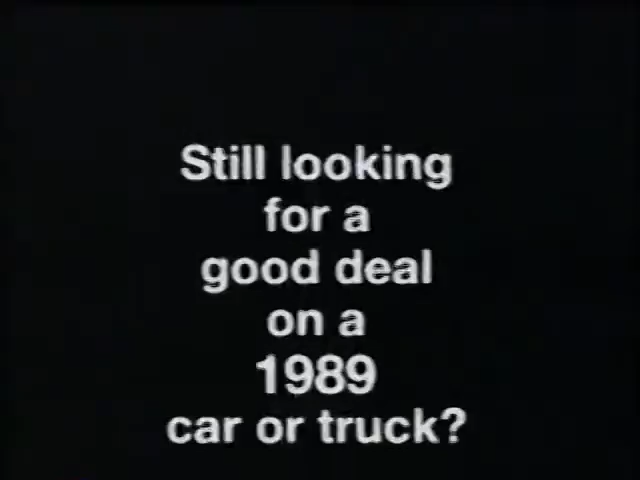 Still looking
for a
good deal
on a
1989
car or truck?